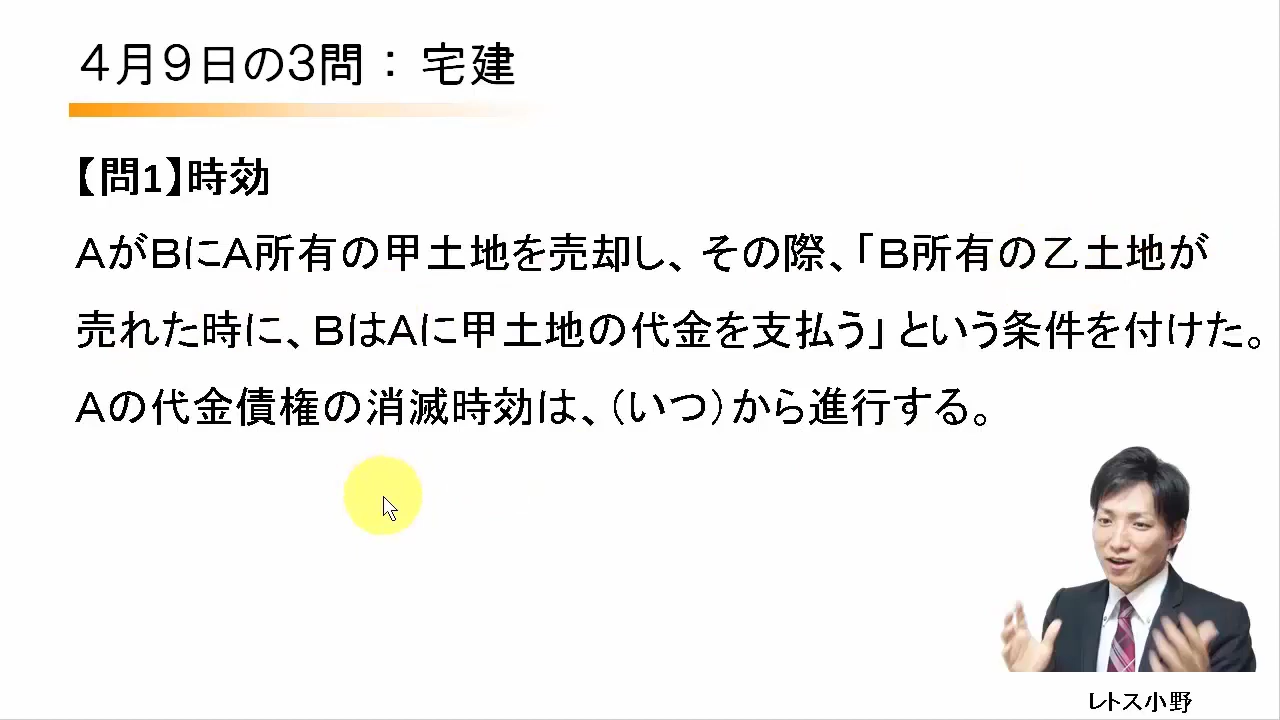 ４月９日の３問：宅建
【問1】時効
ＡがＢにＡ所有の甲土地を売却し、その際、「Ｂ所有の乙土地が
売れた時に、ＢはＡに甲土地の代金を支払う」という条件を付けた。
Ａの代金債権の消滅時効は、（いつ）から進行する。
レトス小野